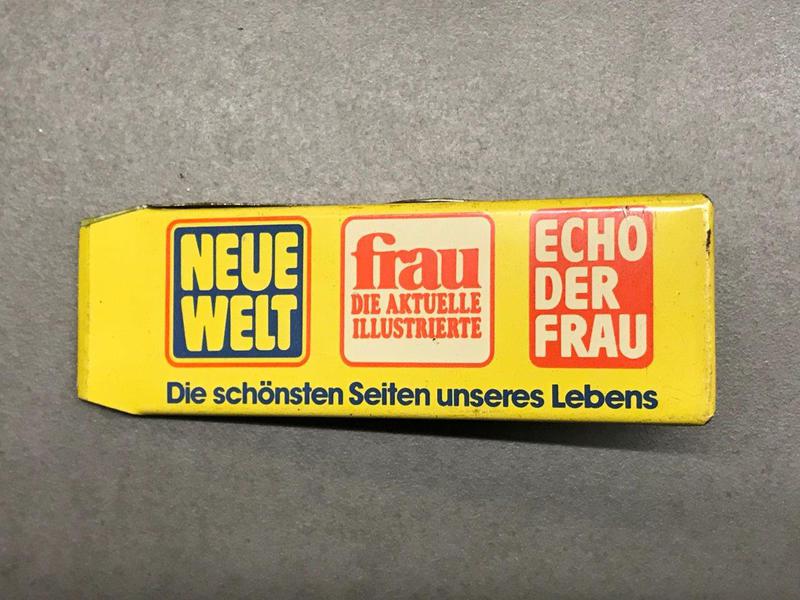 NEUE
WELT
frau
DIE AKTUELLE
ILLUSTRIERTE
ECHO
DER
FRAU
Die schönsten Seiten unseres Lebens